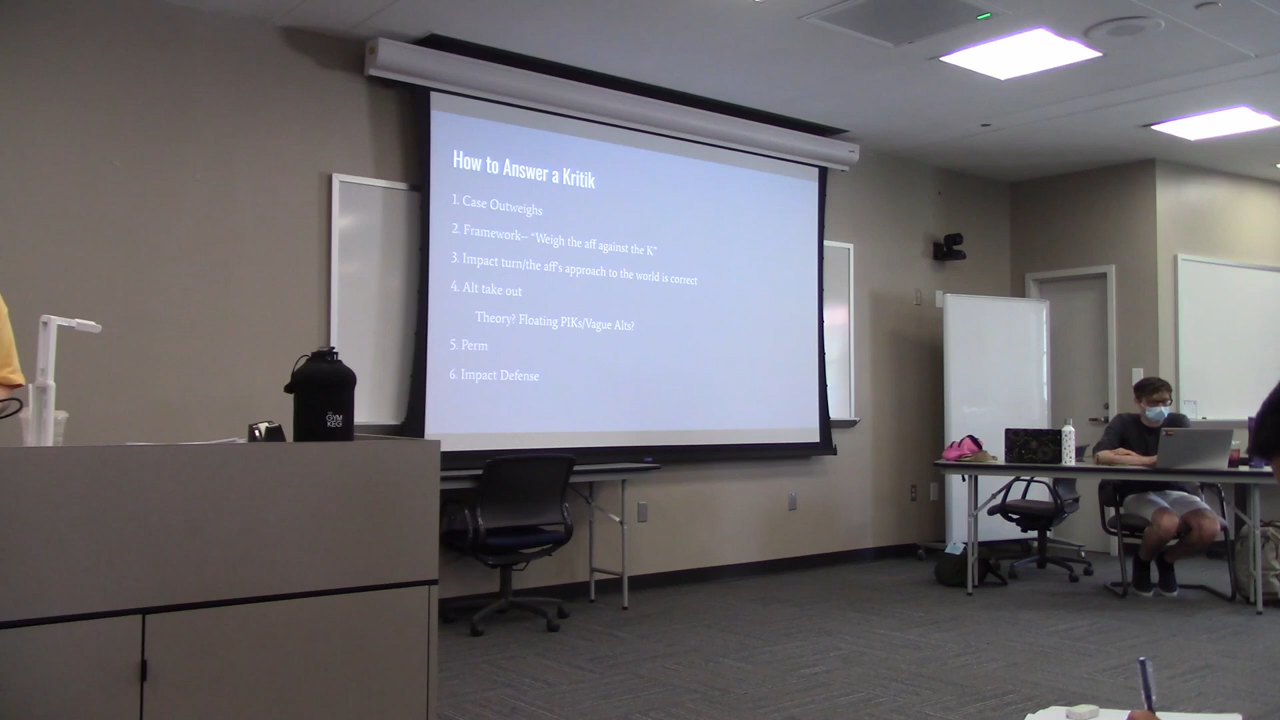 How to Answer a Kritik
1. Case Outweighs
2. Framework– “Weigh the aff against the K”
3. Impact turn/the aff's approach to the world is correct
4. Alt take out
Theory? Floating PIKs/Vague Alts?
5. Perm
6. Impact Defense
GYM
KEG